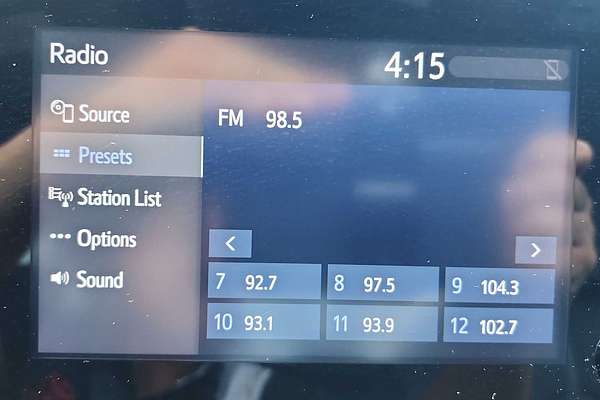 Radio 4:15
Source
FM 98.5
Presets
Station List
Options
Sound
7 92.7 8 97.5 9 104.3
10 93.1 11 93.9 12 102.7